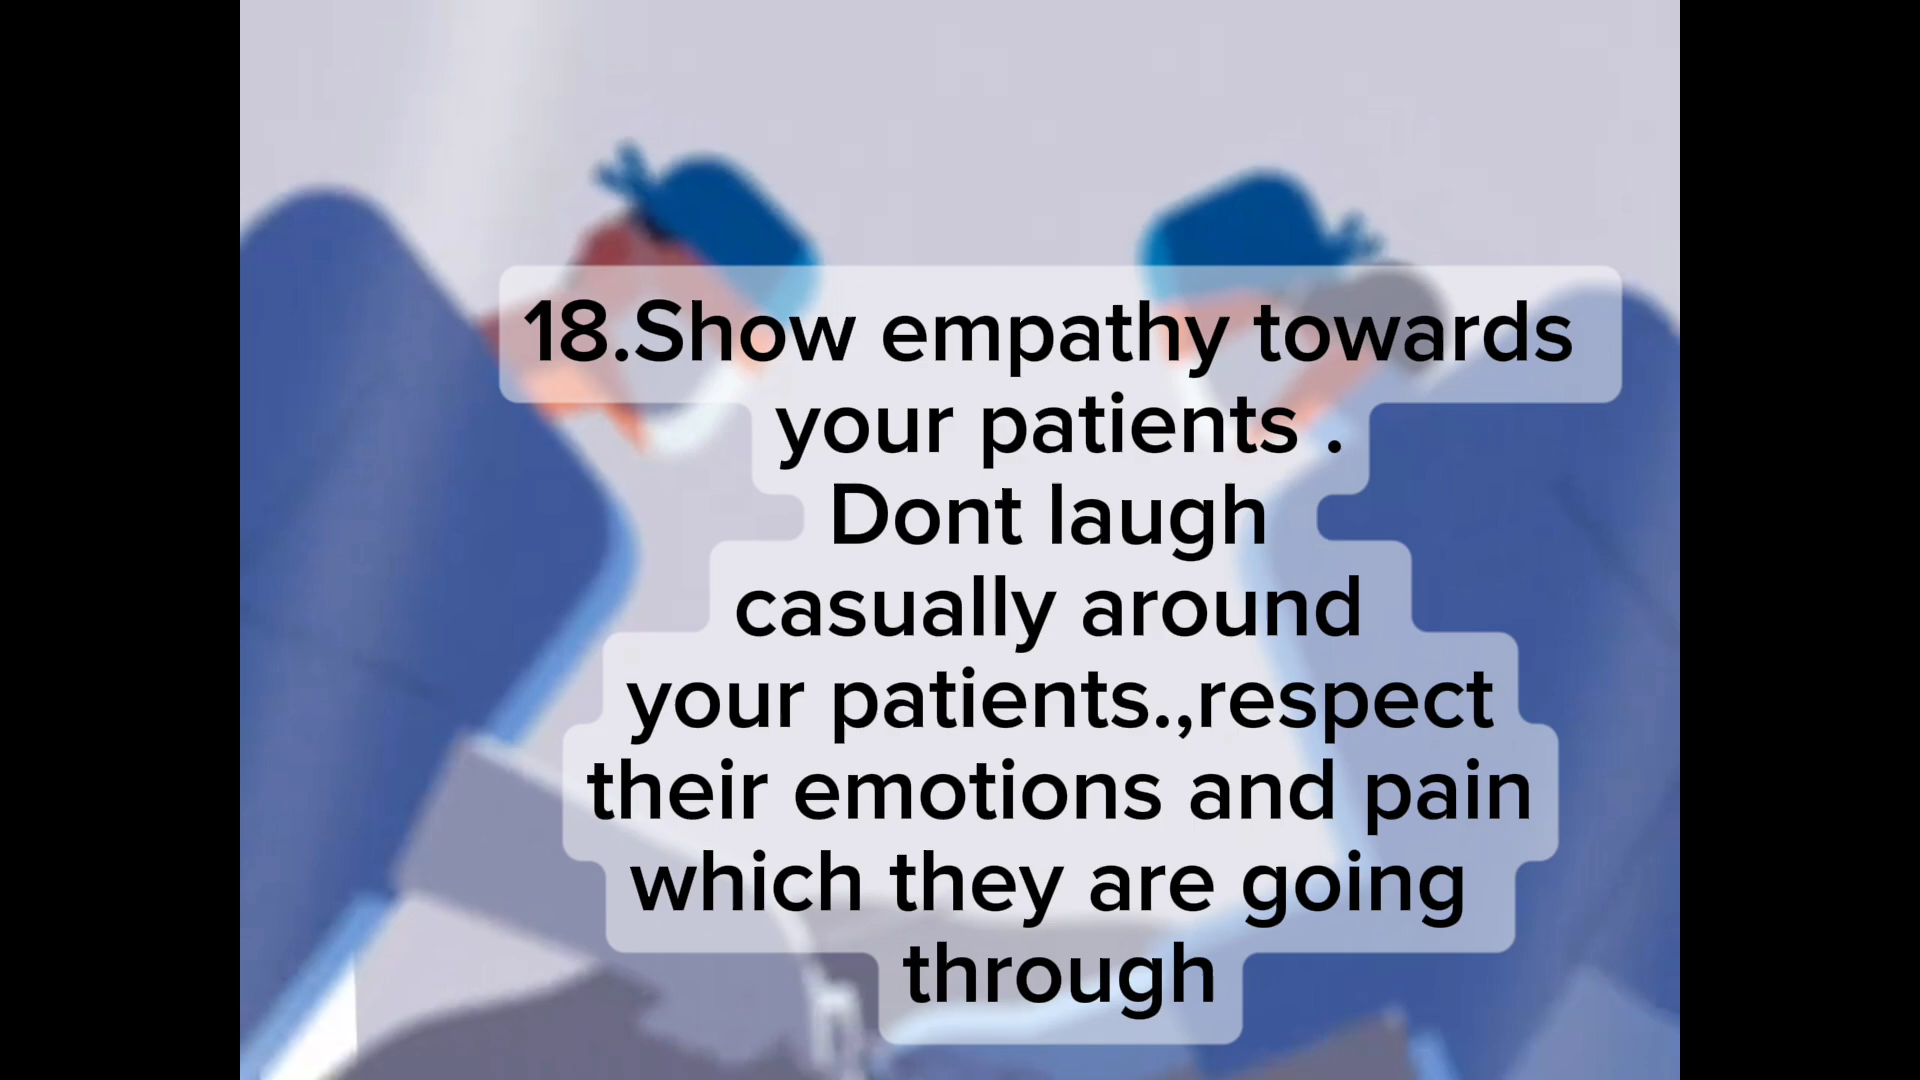 18.Show empathy towards
your patients .
Dont laugh
casually around
your patients.,respect
their emotions and pain
which they are going
through